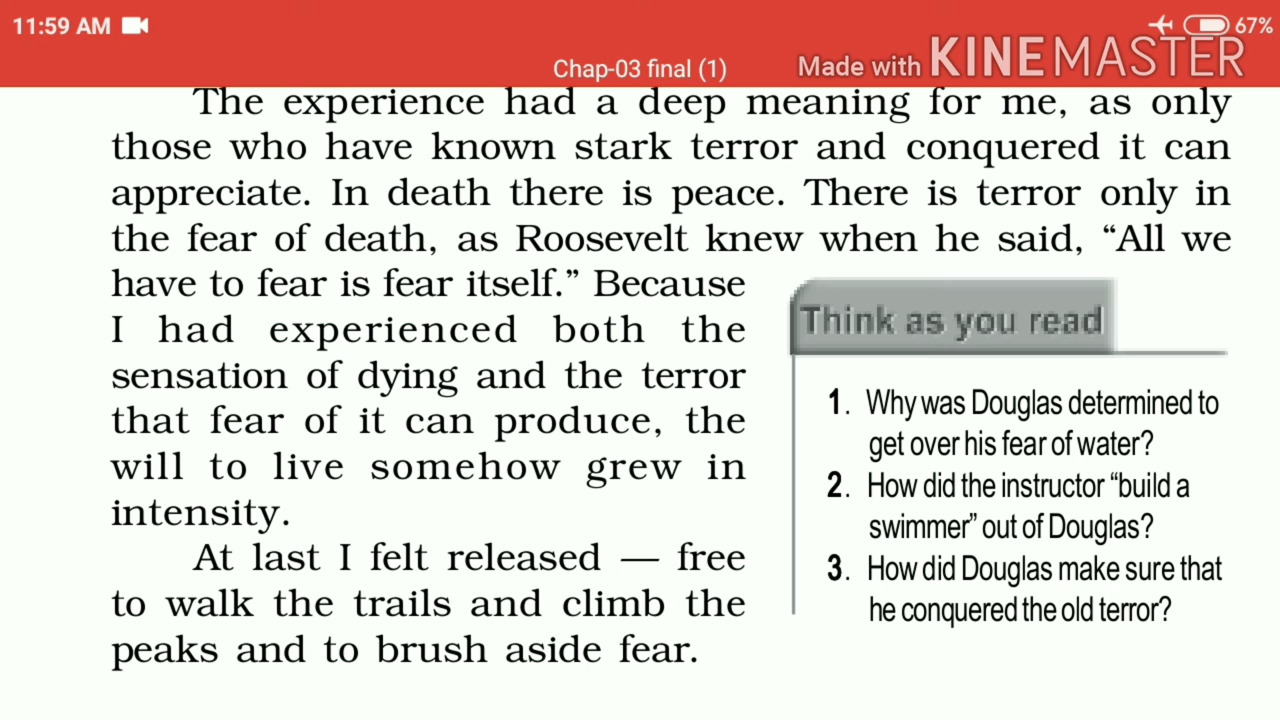 11:59 AM
67%
Chap-03 final (1)
Made with KINEMASTER
The experience had a deep meaning for me, as only
those who have known stark terror and conquered it can
appreciate. In death there is peace. There is terror only in
the fear of death, as Roosevelt knew when he said, “All we
have to fear is fear itself.” Because
I had experienced both the
sensation of dying and the terror
that fear of it can produce, the
will to live somehow grew in
intensity.
At last I felt released — free
to walk the trails and climb the
peaks and to brush aside fear.
Think as you read
1. Why was Douglas determined to
get over his fear of water?
2. How did the instructor “build a
swimmer” out of Douglas?
3. How did Douglas make sure that
he conquered the old terror?